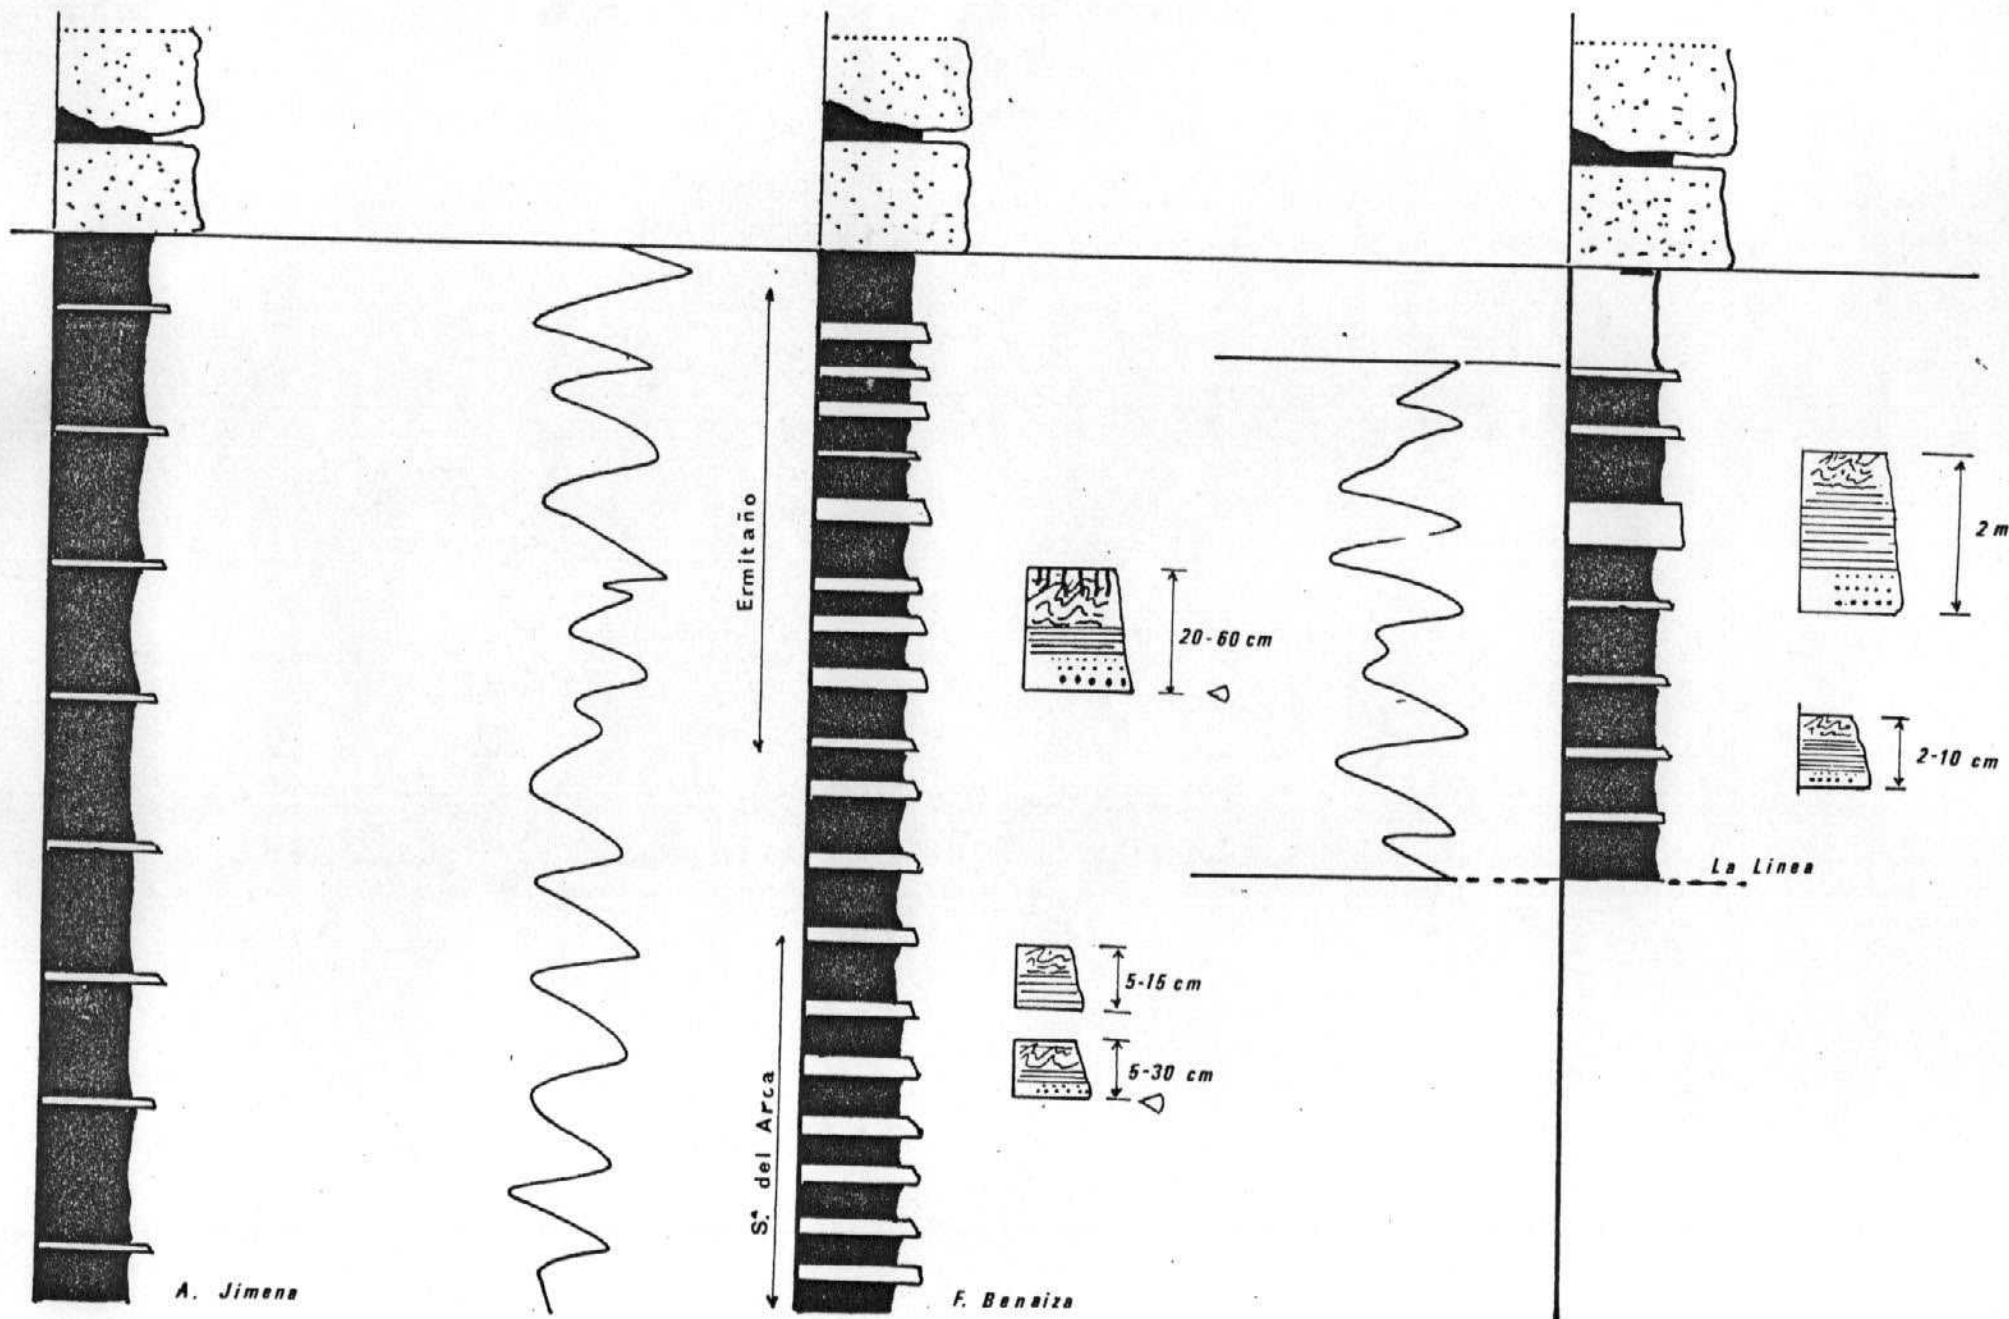 Ermitaño
20-60 cm
2 m
2-10 cm
La Linea
5-15 cm
5-30 cm
Sª. del Arca
A. Jimena
F. Benaiza